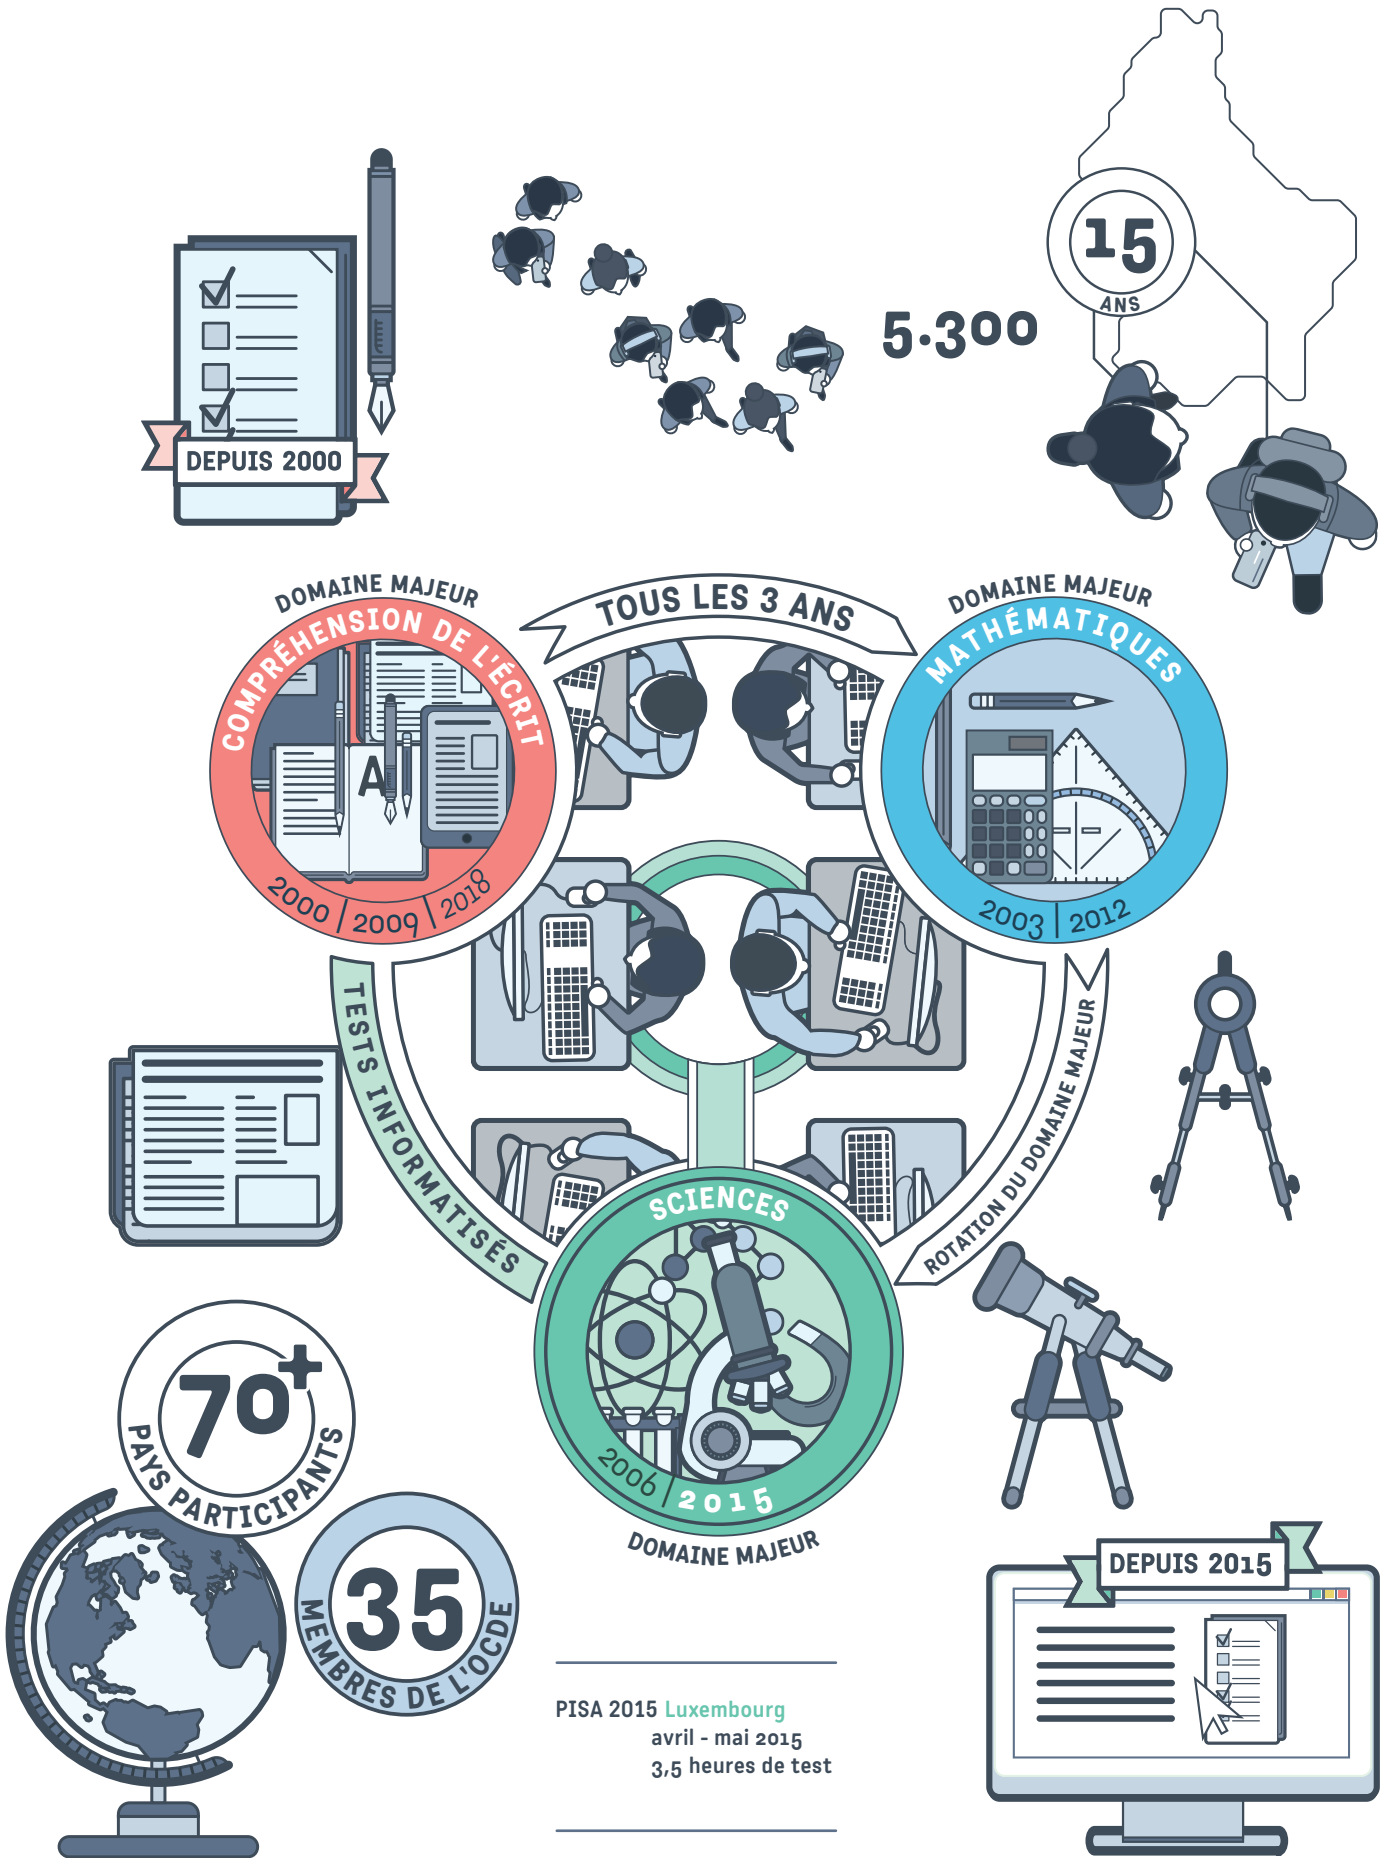 15
ANS
5.300
DEPUIS 2000
DOMAINE MAJEUR
COMPRÉHENSION DE L'ÉCRIT
A
2000 | 2009 | 2018
TOUS LES 3 ANS
DOMAINE MAJEUR
MATHÉMATIQUES
2003 | 2012
TESTS INFORMATISÉS
ROTATION DU DOMAINE MAJEUR
SCIENCES
2006 | 2015
DOMAINE MAJEUR
70+
PAYS PARTICIPANTS
35
MEMBRES DE L'OCDE
DEPUIS 2015
PISA 2015 Luxembourg
avril - mai 2015
3,5 heures de test